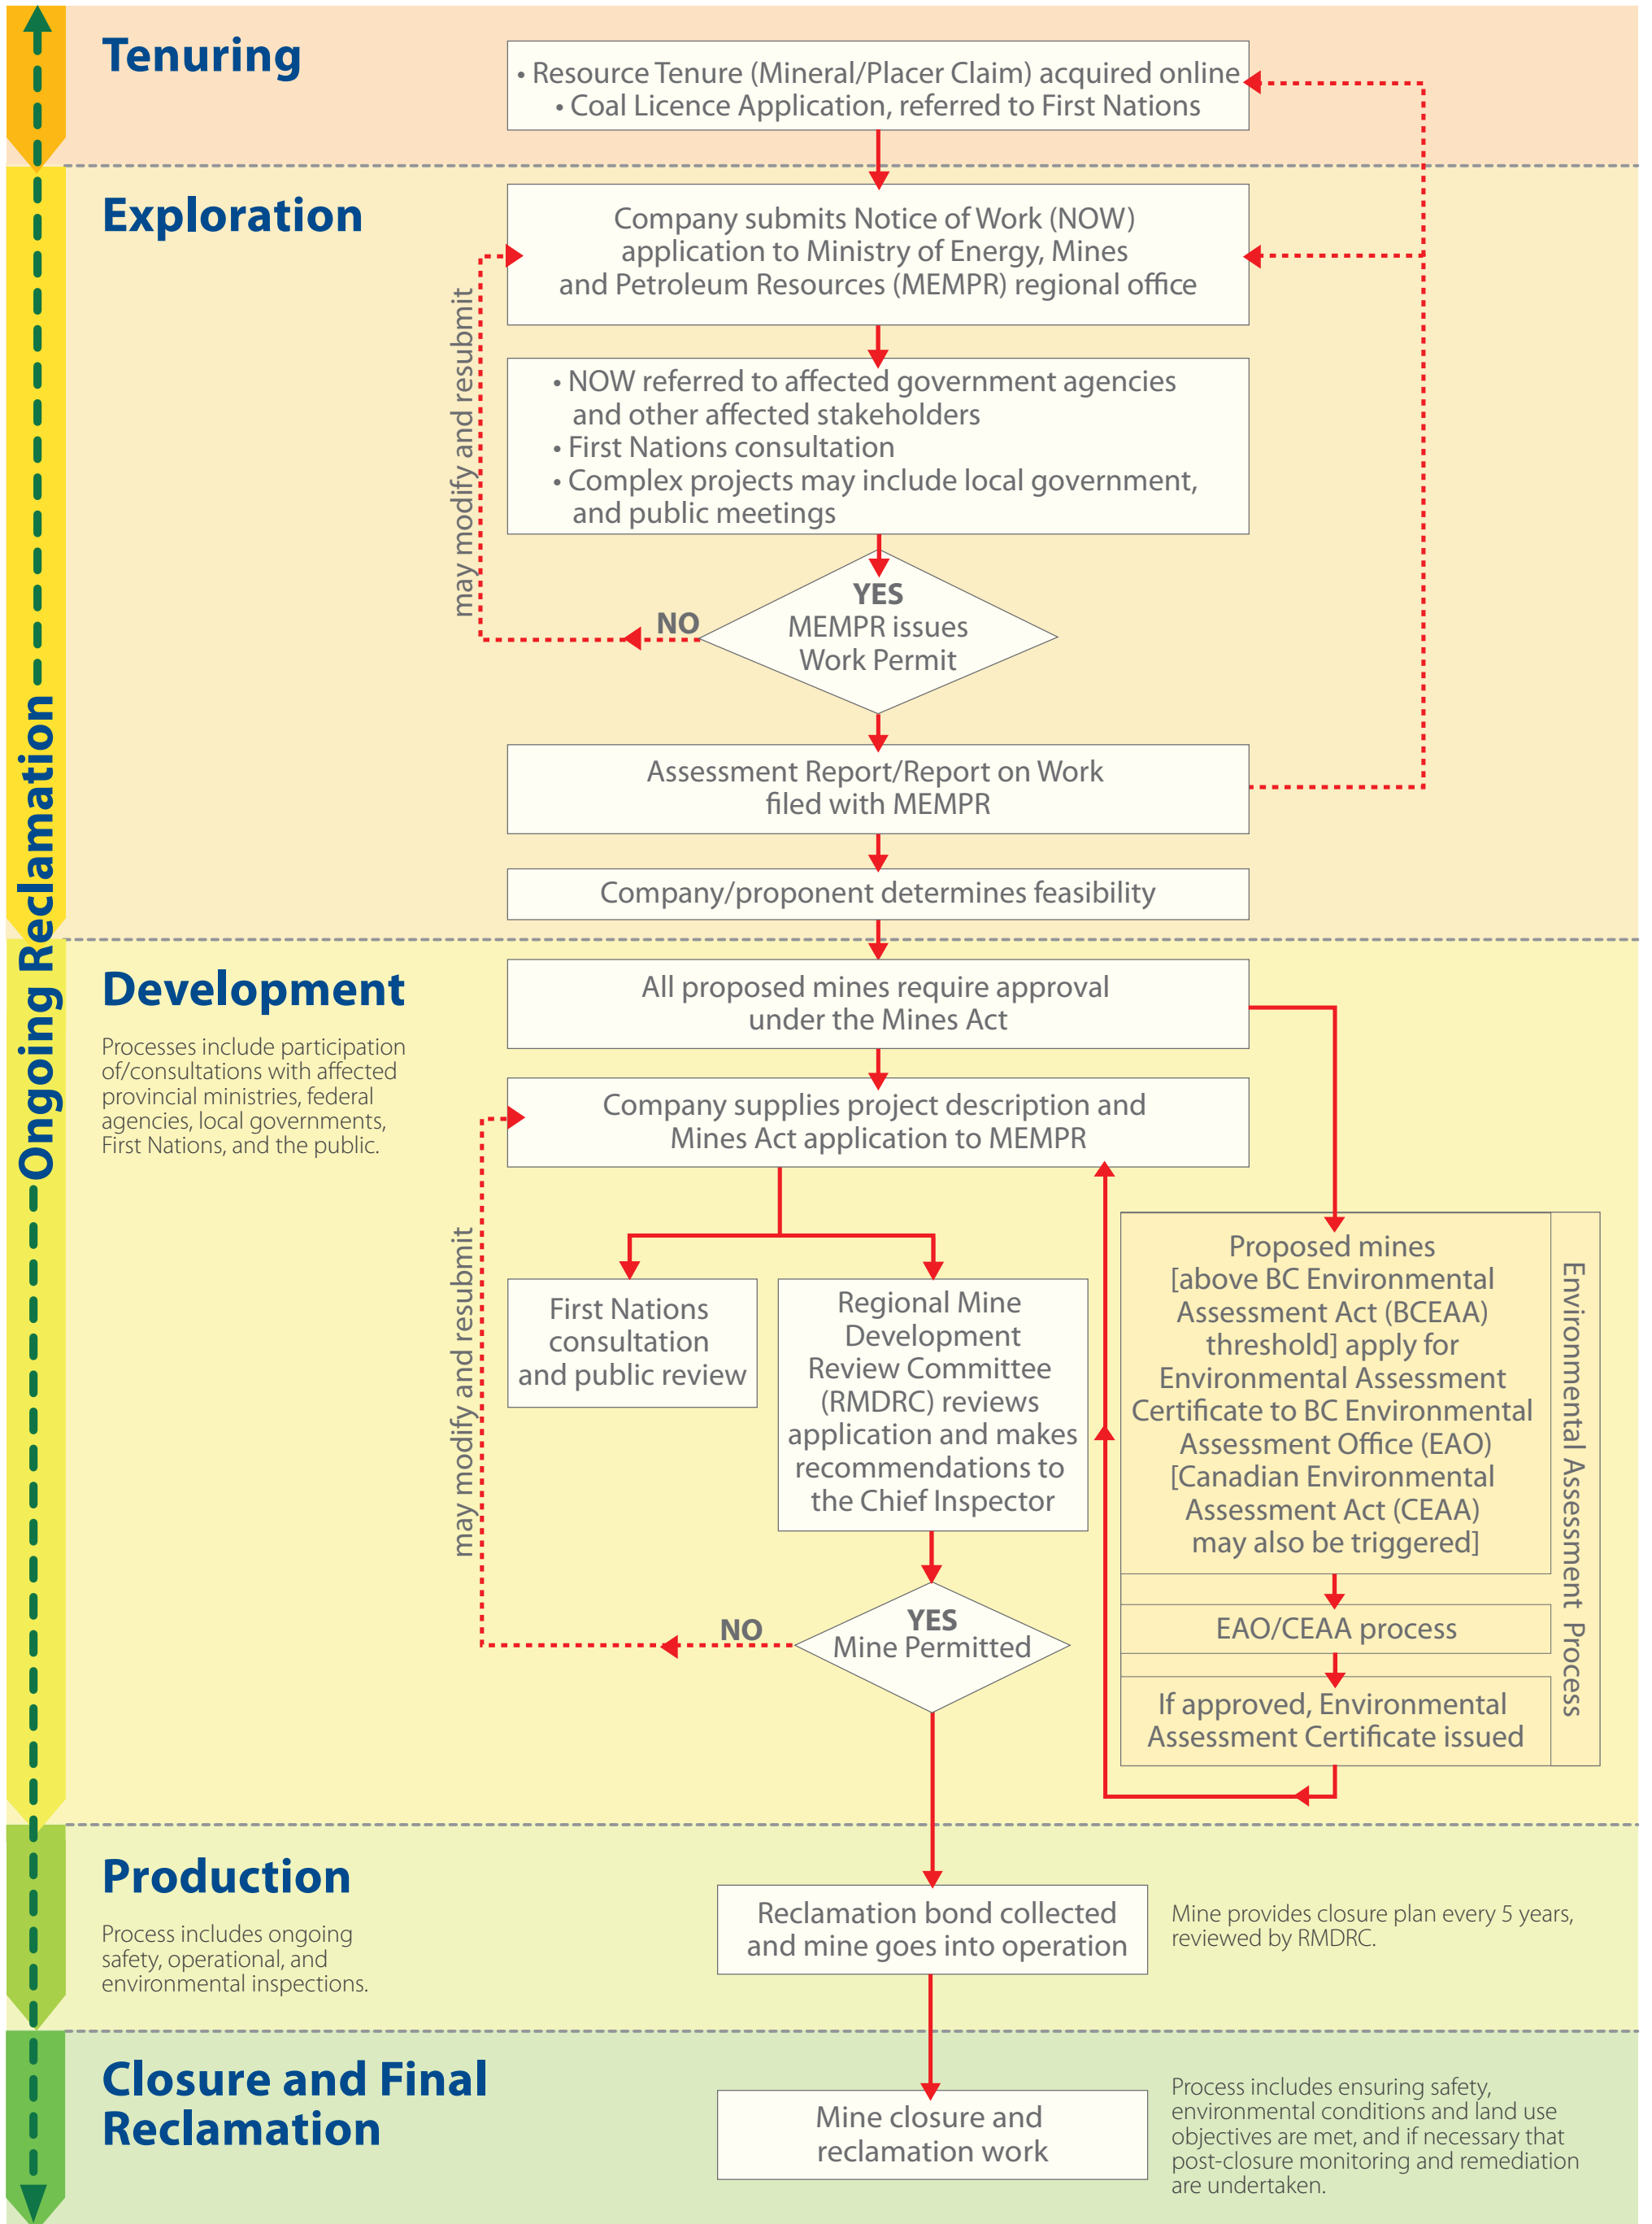 Ongoing Reclamation
Tenuring
• Resource Tenure (Mineral/Placer Claim) acquired online
• Coal Licence Application, referred to First Nations
Exploration
Company submits Notice of Work (NOW)
application to Ministry of Energy, Mines
and Petroleum Resources (MEMPR) regional office
may modify and resubmit
• NOW referred to affected government agencies
and other affected stakeholders
• First Nations consultation
• Complex projects may include local government,
and public meetings
NO
YES
MEMPR issues
Work Permit
Assessment Report/Report on Work
filed with MEMPR
Company/proponent determines feasibility
Development
Processes include participation
of/consultations with affected
provincial ministries, federal
agencies, local governments,
First Nations, and the public.
All proposed mines require approval
under the Mines Act
Company supplies project description and
Mines Act application to MEMPR
may modify and resubmit
First Nations
consultation
and public review
Regional Mine
Development
Review Committee
(RMDRC) reviews
application and makes
recommendations to
the Chief Inspector
NO
YES
Mine Permitted
Proposed mines
[above BC Environmental
Assessment Act (BCEAA)
threshold] apply for
Environmental Assessment
Certificate to BC Environmental
Assessment Office (EAO)
[Canadian Environmental
Assessment Act (CEAA)
may also be triggered]
EAO/CEAA process
If approved, Environmental
Assessment Certificate issued
Environmental Assessment Process
Production
Process includes ongoing
safety, operational, and
environmental inspections.
Reclamation bond collected
and mine goes into operation
Mine provides closure plan every 5 years,
reviewed by RMDRC.
Closure and Final
Reclamation
Mine closure and
reclamation work
Process includes ensuring safety,
environmental conditions and land use
objectives are met, and if necessary that
post-closure monitoring and remediation
are undertaken.